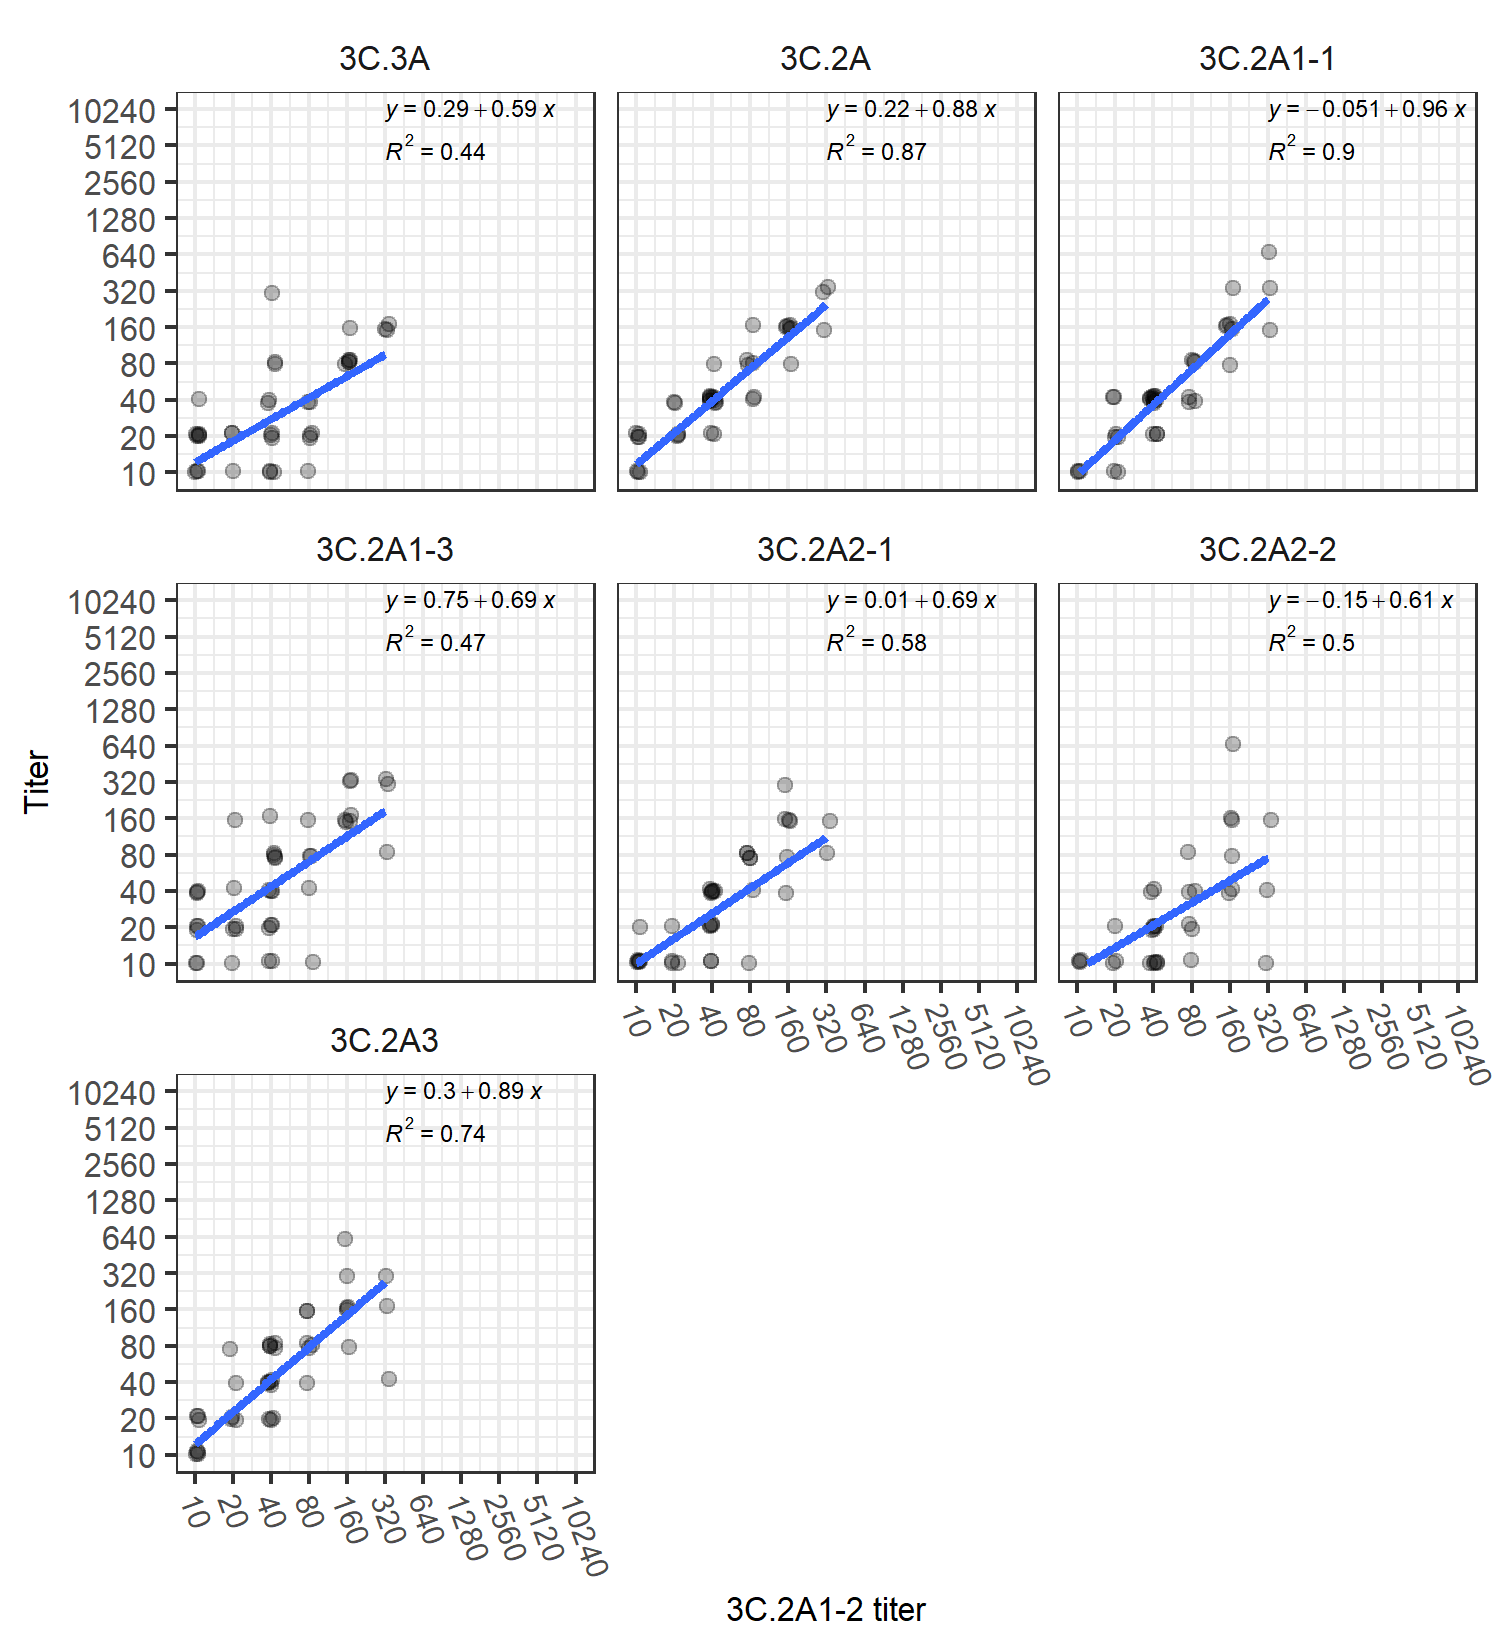 3C.3A
3C.2A
3C.2A1-1
10240
5120
2560
1280
640
320
160
80
40
20
10
y = 0.29 + 0.59 x
R² = 0.44
y = 0.22 + 0.88 x
R² = 0.87
y = −0.051 + 0.96 x
R² = 0.9
3C.2A1-3
3C.2A2-1
3C.2A2-2
10240
5120
2560
1280
640
320
160
80
40
20
10
y = 0.75 + 0.69 x
R² = 0.47
y = 0.01 + 0.69 x
R² = 0.58
y = −0.15 + 0.61 x
R² = 0.5
Titer
10 20 40 80 160 320 640 1280 2560 5120 10240
10 20 40 80 160 320 640 1280 2560 5120 10240
3C.2A3
10240
5120
2560
1280
640
320
160
80
40
20
10
y = 0.3 + 0.89 x
R² = 0.74
10 20 40 80 160 320 640 1280 2560 5120 10240
3C.2A1-2 titer